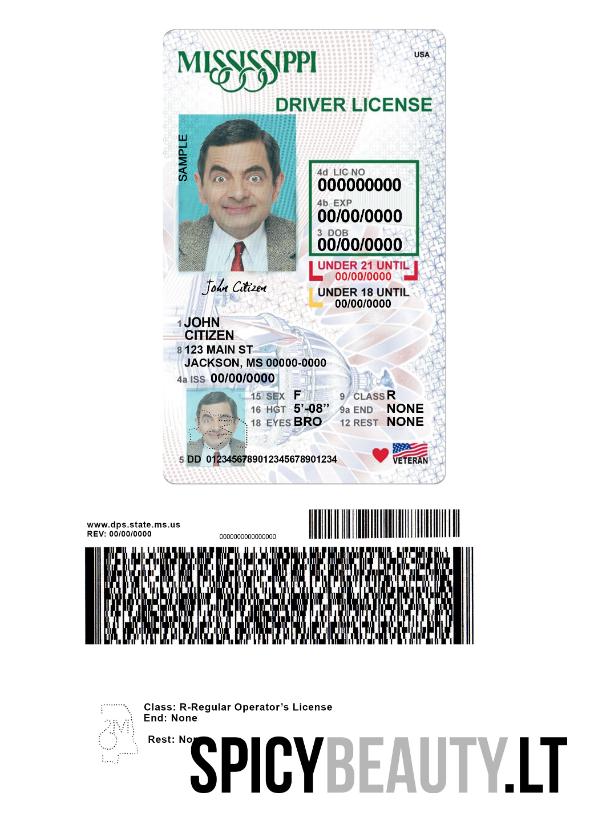 MISSISSIPPI
USA
DRIVER LICENSE
SAMPLE
4d LIC NO
000000000
4b EXP
00/00/0000
3 DOB
00/00/0000
UNDER 21 UNTIL
00/00/0000
UNDER 18 UNTIL
00/00/0000
John Citizen
1 JOHN
CITIZEN
8 123 MAIN ST
JACKSON, MS 00000-0000
4a ISS 00/00/0000
15 SEX F 9 CLASS R
16 HGT 5'-08" 9a END NONE
18 EYES BRO 12 REST NONE
5 DD 0123456789012345678901234
VETERAN
www.dps.state.ms.us
REV: 00/00/0000
Class: R-Regular Operator's License
End: None
Rest:
SPICYBEAUTY.LT